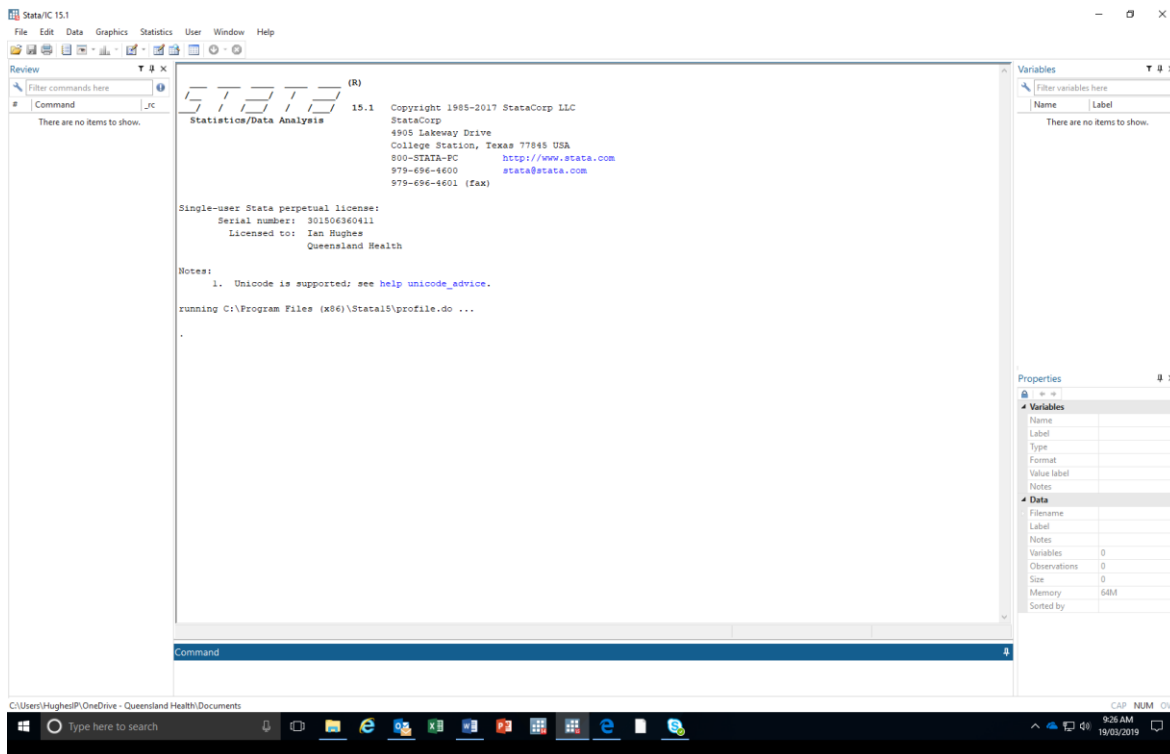 Stata/IC 15.1
File Edit Data Graphics Statistics User Window Help
Review
Filter commands here
# Command _rc
There are no items to show.
(R)
15.1 Copyright 1985-2017 StataCorp LLC
Statistics/Data Analysis StataCorp
4905 Lakeway Drive
College Station, Texas 77845 USA
800-STATA-PC http://www.stata.com
979-696-4600 stata@stata.com
979-696-4601 (fax)
Single-user Stata perpetual license:
Serial number: 301506360411
Licensed to: Ian Hughes
Queensland Health
Notes:
1. Unicode is supported; see help unicode_advice.
running C:\Program Files (x86)\Stata15\profile.do ...
.
Command
Variables
Filter variables here
Name Label
There are no items to show.
Properties
Variables
Name
Label
Type
Format
Value label
Notes
Data
Filename
Label
Notes
Variables 0
Observations 0
Size 0
Memory 64M
Sorted by
C:\Users\HughesIP\OneDrive - Queensland Health\Documents
CAP NUM OV
Type here to search
9:26 AM
19/03/2019